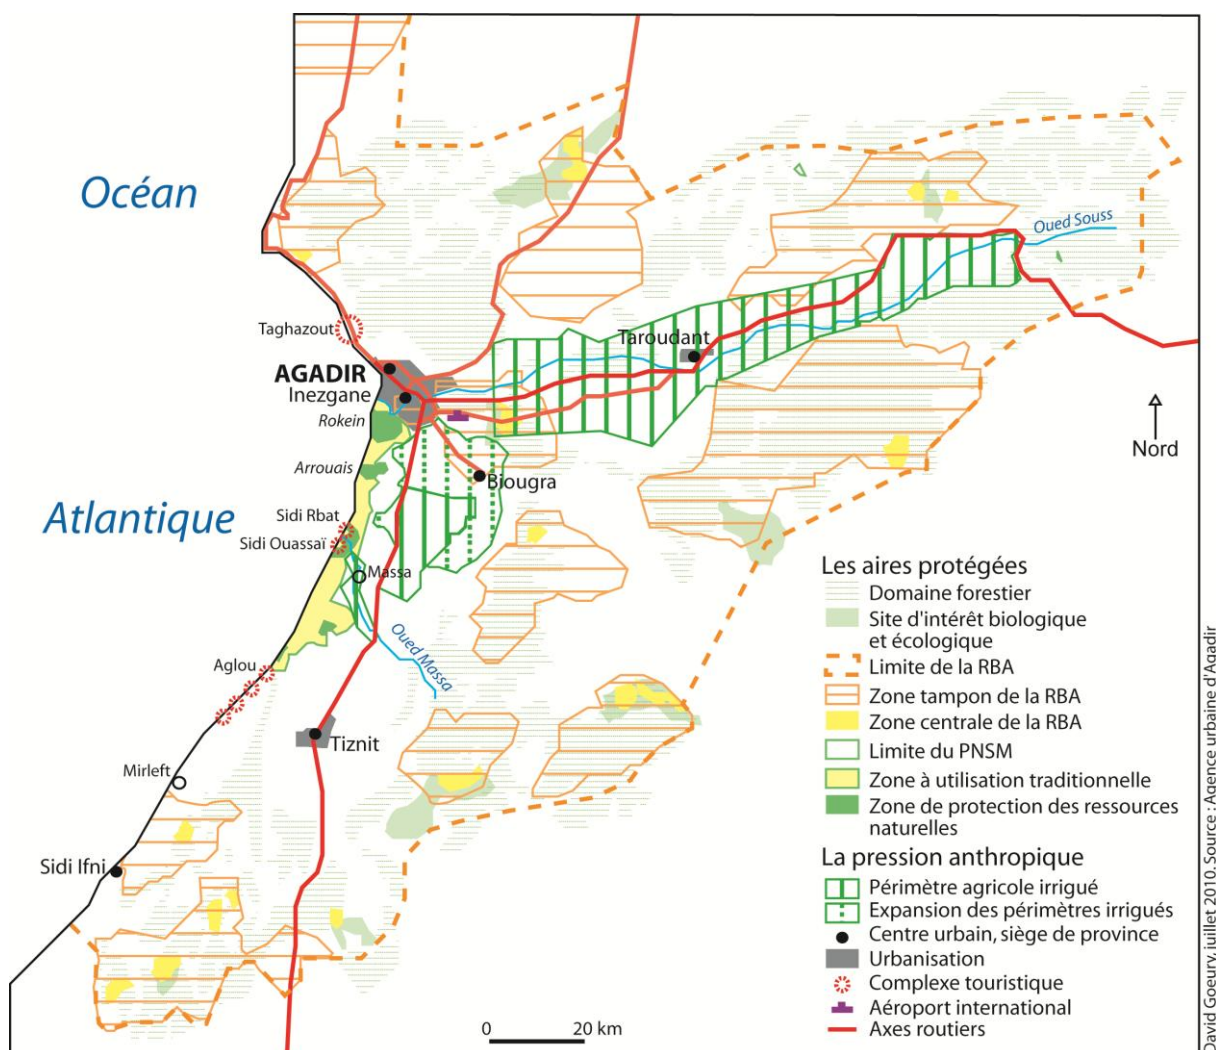 Océan
Oued Souss
Taghazout
Taroudant
AGADIR
Inezgane
Rokein
Nord
Arrouais
Biougra
Atlantique
Sidi Rbat
Sidi Ouassaï
Massa
Oued Massa
Aglou
Tiznit
Mirleft
Sidi Ifni
0 20 km
Les aires protégées
Domaine forestier
Site d'intérêt biologique
et écologique
Limite de la RBA
Zone tampon de la RBA
Zone centrale de la RBA
Limite du PNSM
Zone à utilisation traditionnelle
Zone de protection des ressources
naturelles
La pression anthropique
Périmètre agricole irrigué
Expansion des périmètres irrigués
Centre urbain, siège de province
Urbanisation
Complexe touristique
Aéroport international
Axes routiers
David Goeury, juillet 2010. Source : Agence urbaine d'Agadir